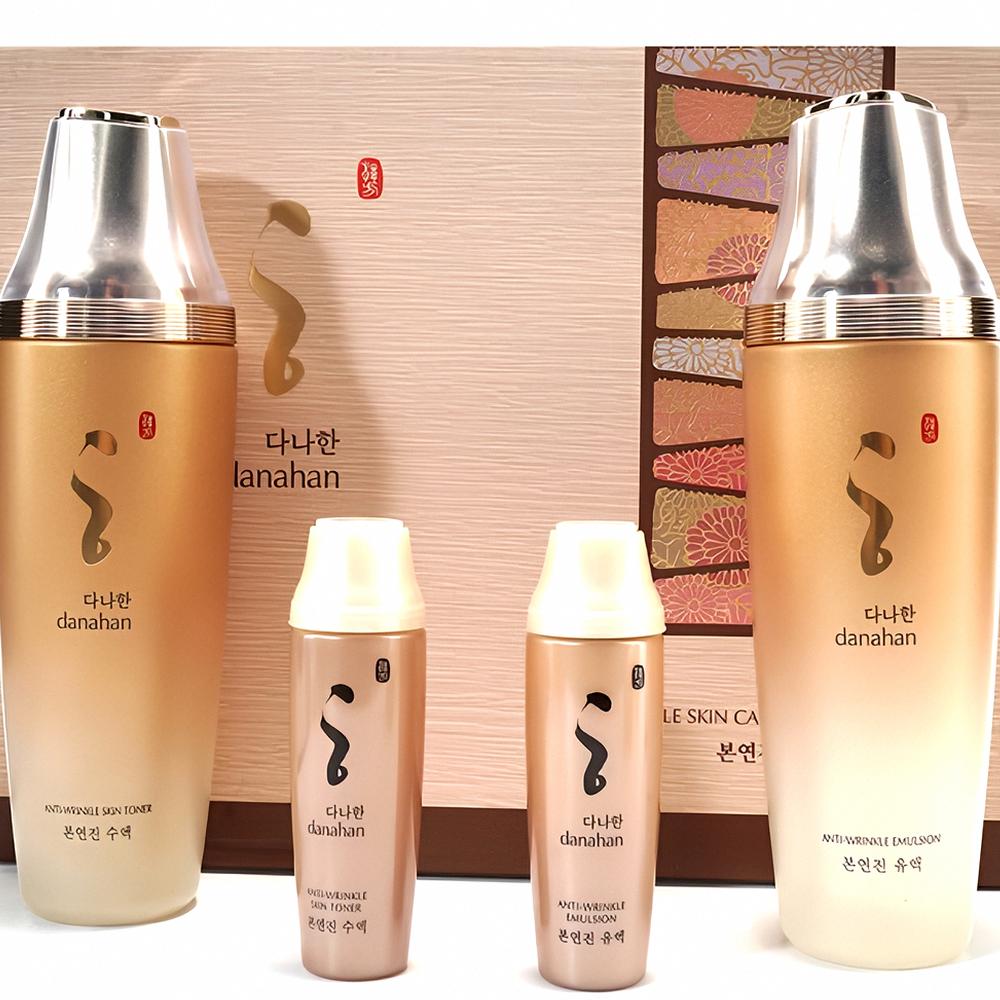 다나한
danahan
다나한
danahan
ANTI-WRINKLE SKIN TONER
본연진 수액
다나한
danahan
ANTI-WRINKLE
SKIN TONER
본연진 수액
다나한
danahan
ANTI-WRINKLE
EMULSION
본연진 유액
LE SKIN CA
본연진
다나한
danahan
ANTI-WRINKLE EMULSION
본연진 유액